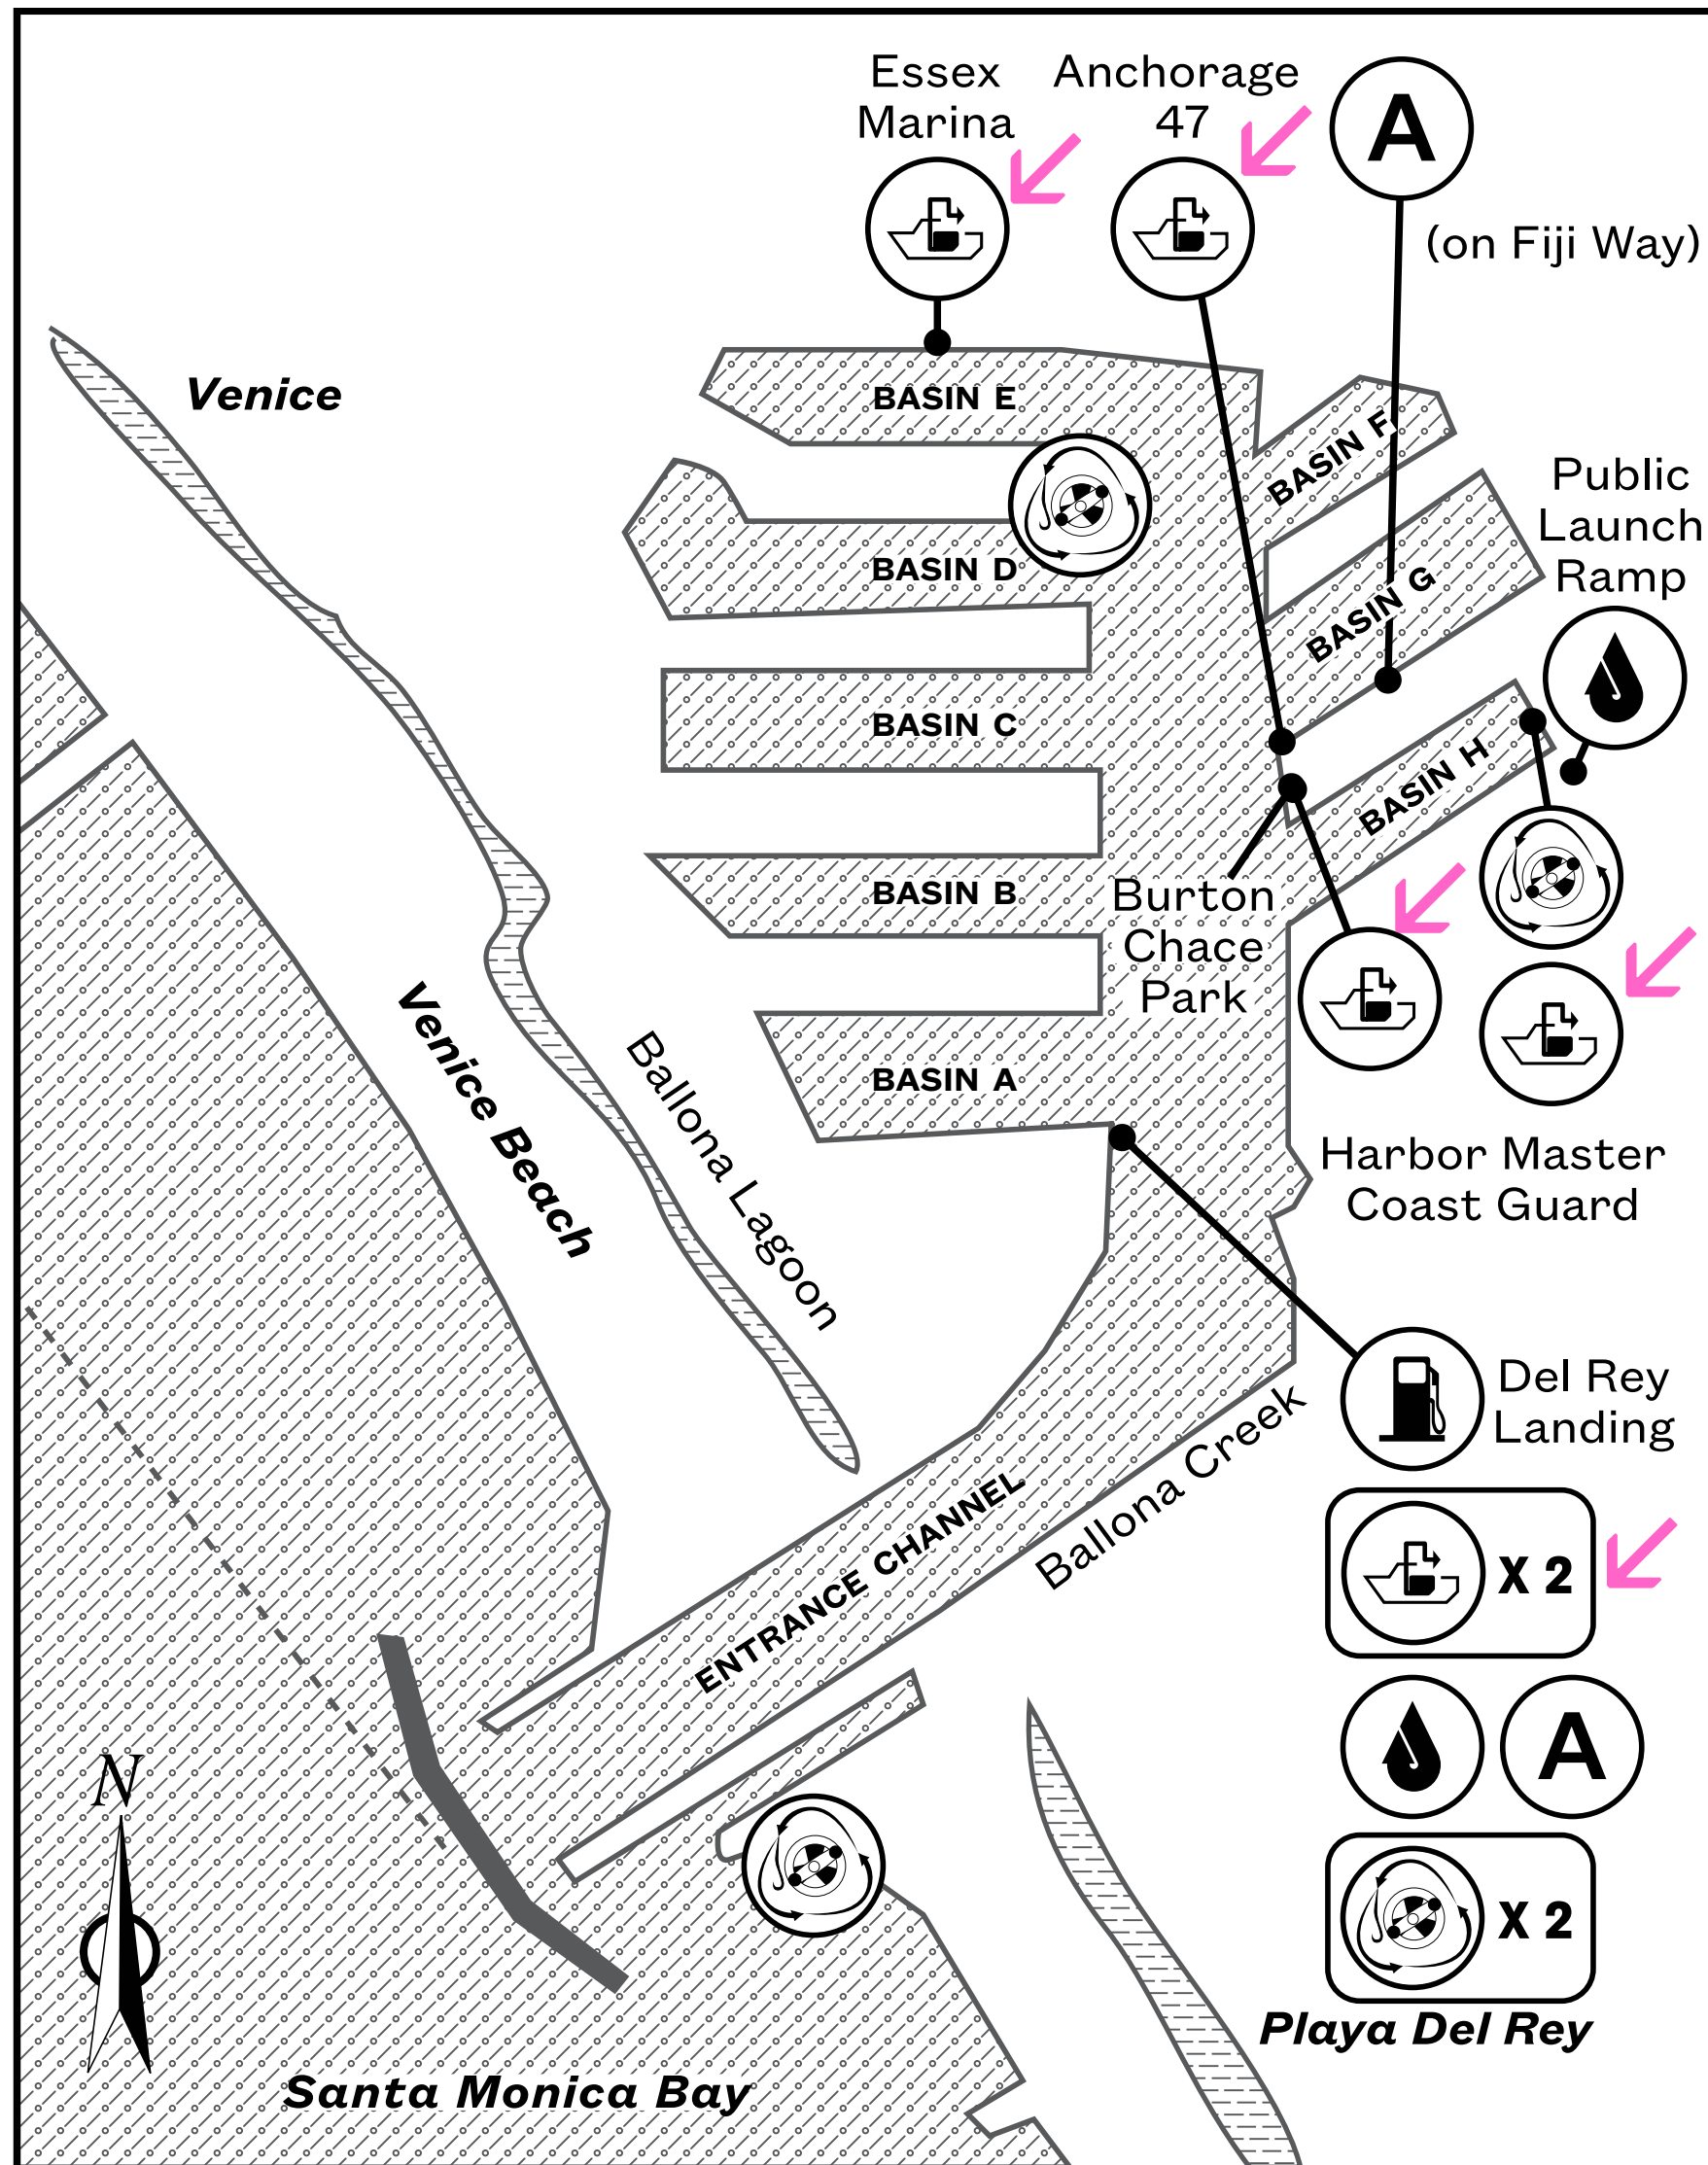 Essex
Marina
Anchorage
47
A
(on Fiji Way)
Venice
BASIN E
BASIN F
Public
Launch
Ramp
BASIN D
BASIN G
BASIN C
BASIN H
BASIN B
Burton
Chace
Park
Venice Beach
Ballona Lagoon
BASIN A
Harbor Master
Coast Guard
Del Rey
Landing
ENTRANCE CHANNEL
Ballona Creek
X 2
A
N
X 2
Playa Del Rey
Santa Monica Bay